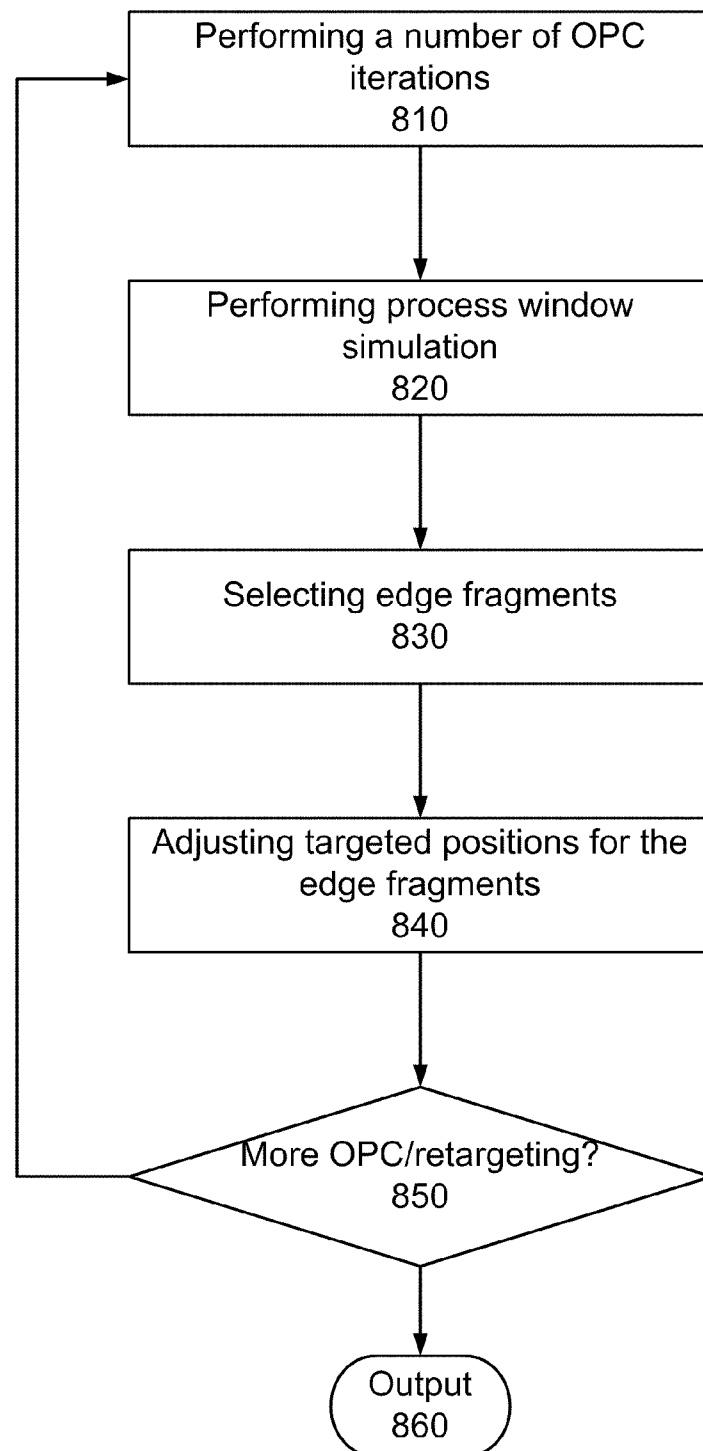 Performing a number of OPC
iterations
810
Performing process window
simulation
820
Selecting edge fragments
830
Adjusting targeted positions for the
edge fragments
840
More OPC/retargeting?
850
Output
860